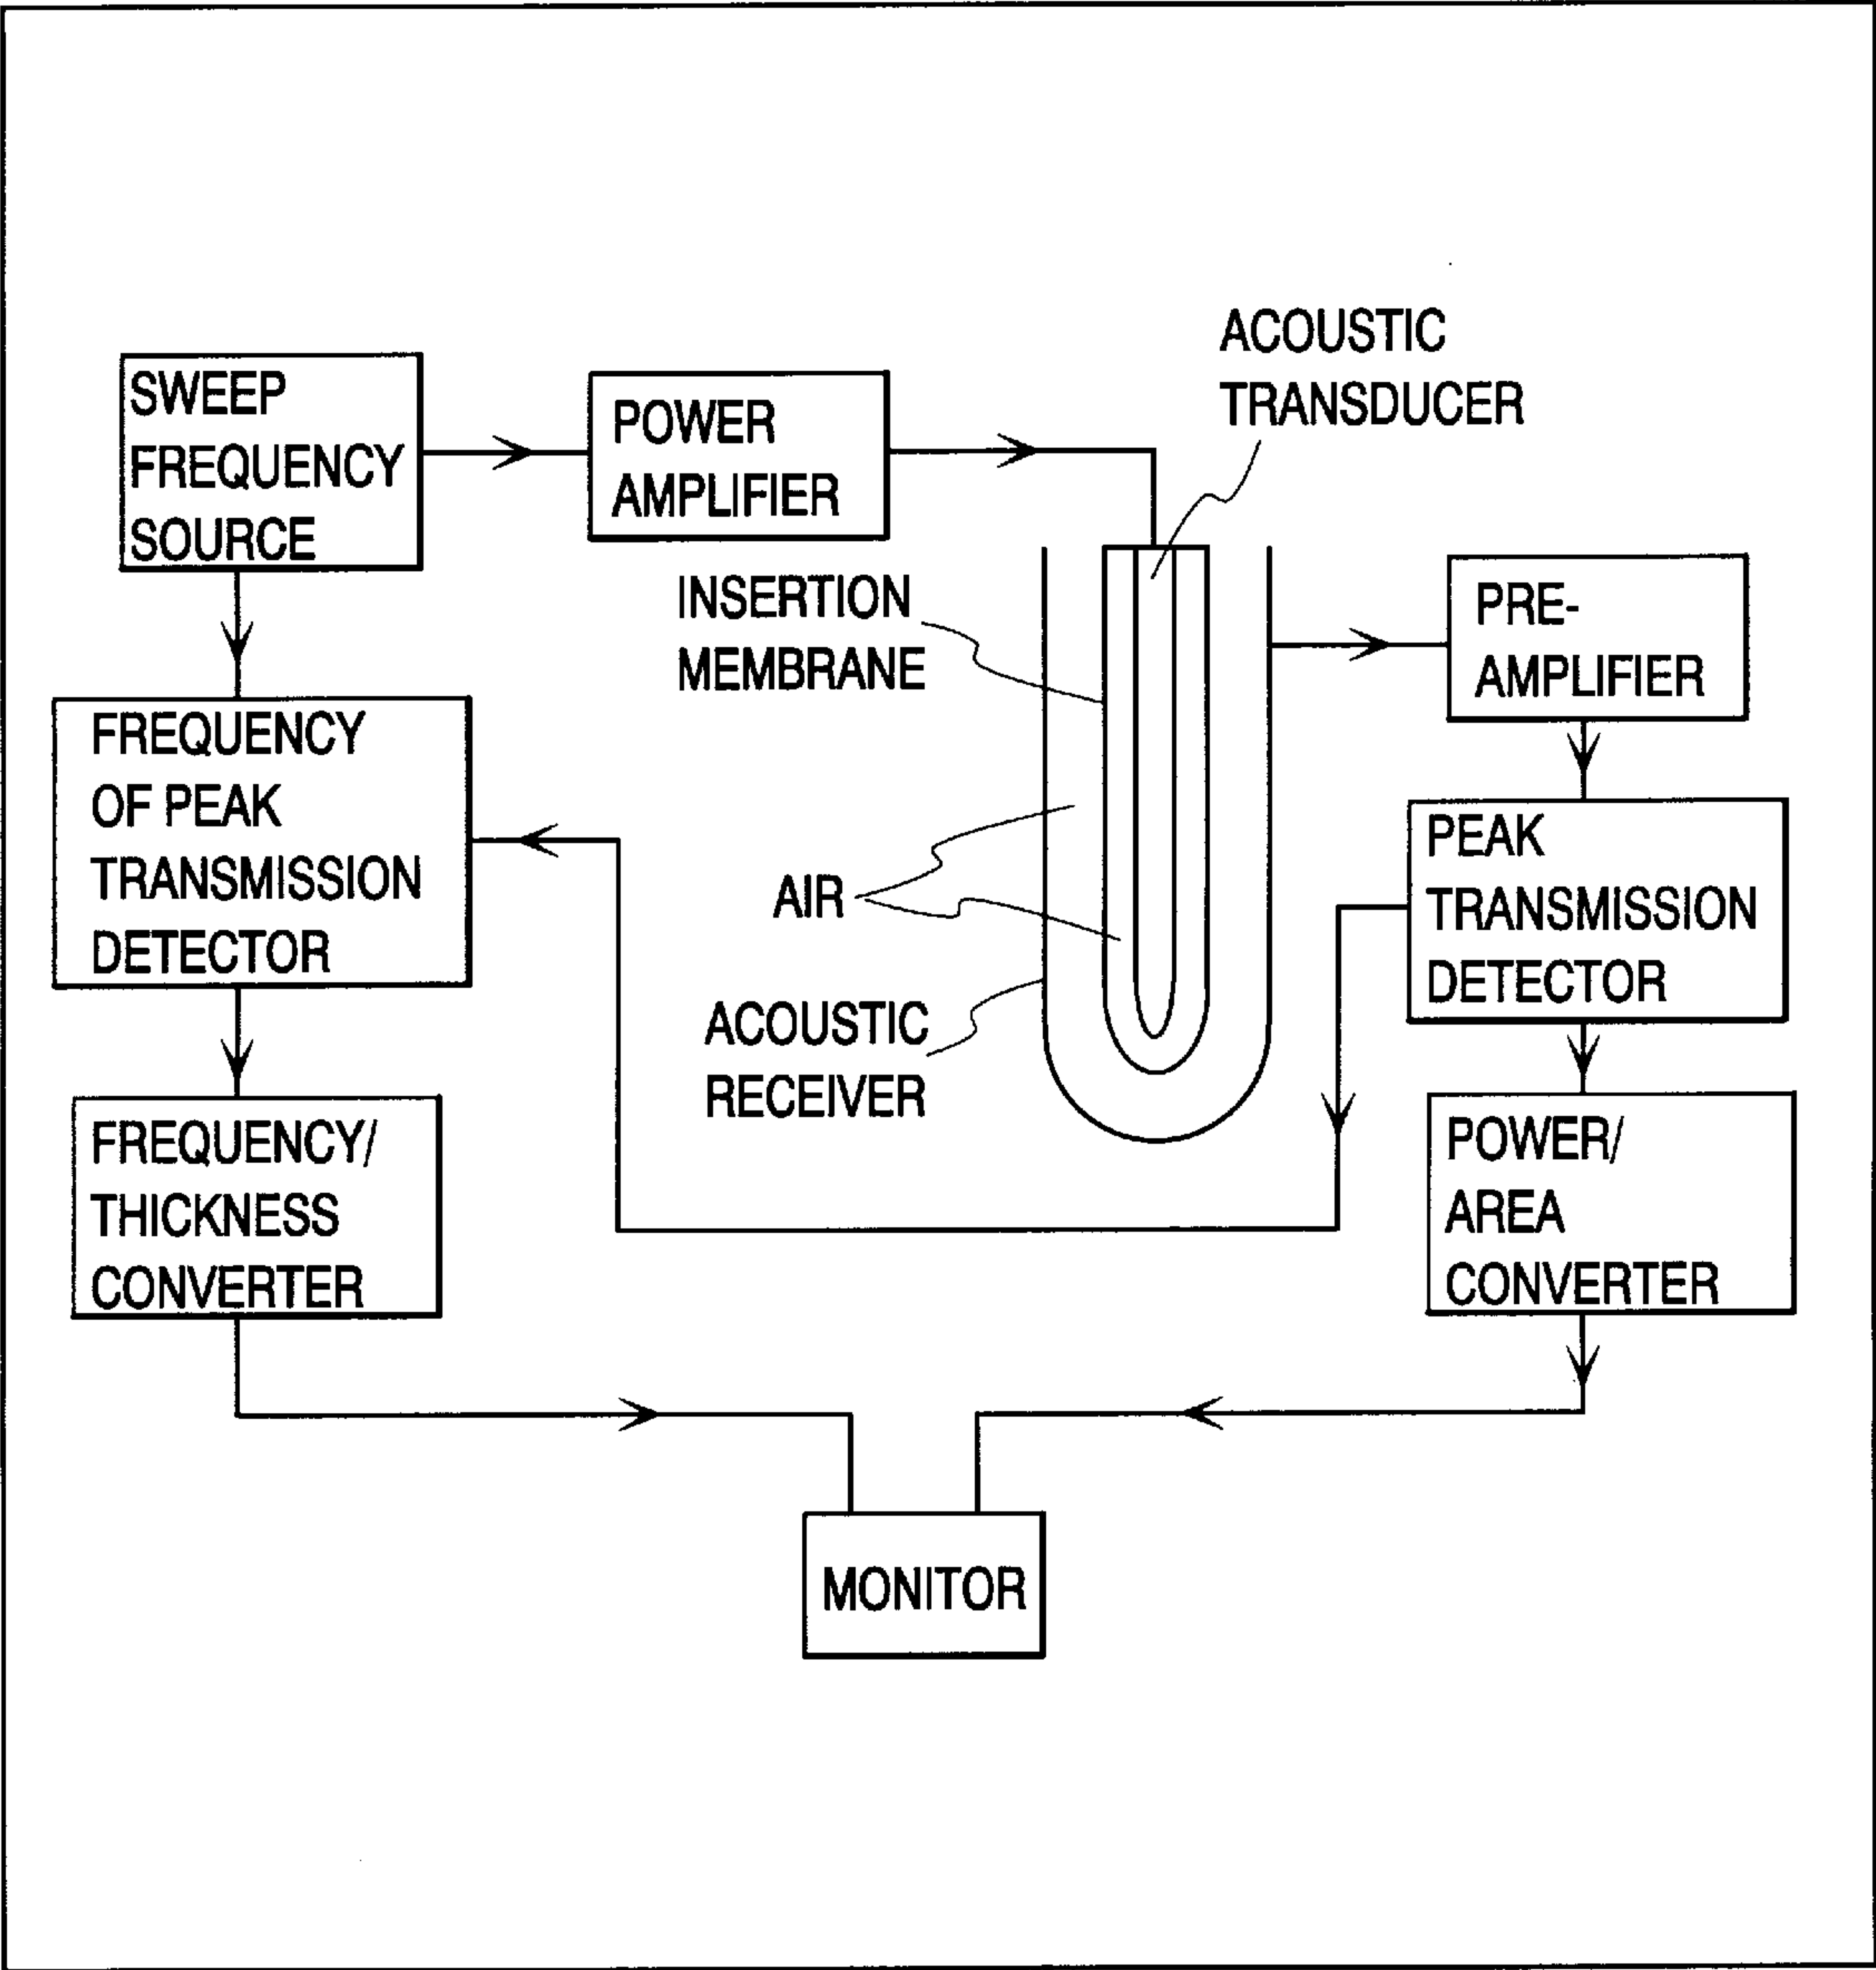 ACOUSTIC
TRANSDUCER
SWEEP
FREQUENCY
SOURCE
POWER
AMPLIFIER
INSERTION
MEMBRANE
PRE-
AMPLIFIER
FREQUENCY
OF PEAK
TRANSMISSION
DETECTOR
AIR
PEAK
TRANSMISSION
DETECTOR
ACOUSTIC
RECEIVER
FREQUENCY/
THICKNESS
CONVERTER
POWER/
AREA
CONVERTER
MONITOR